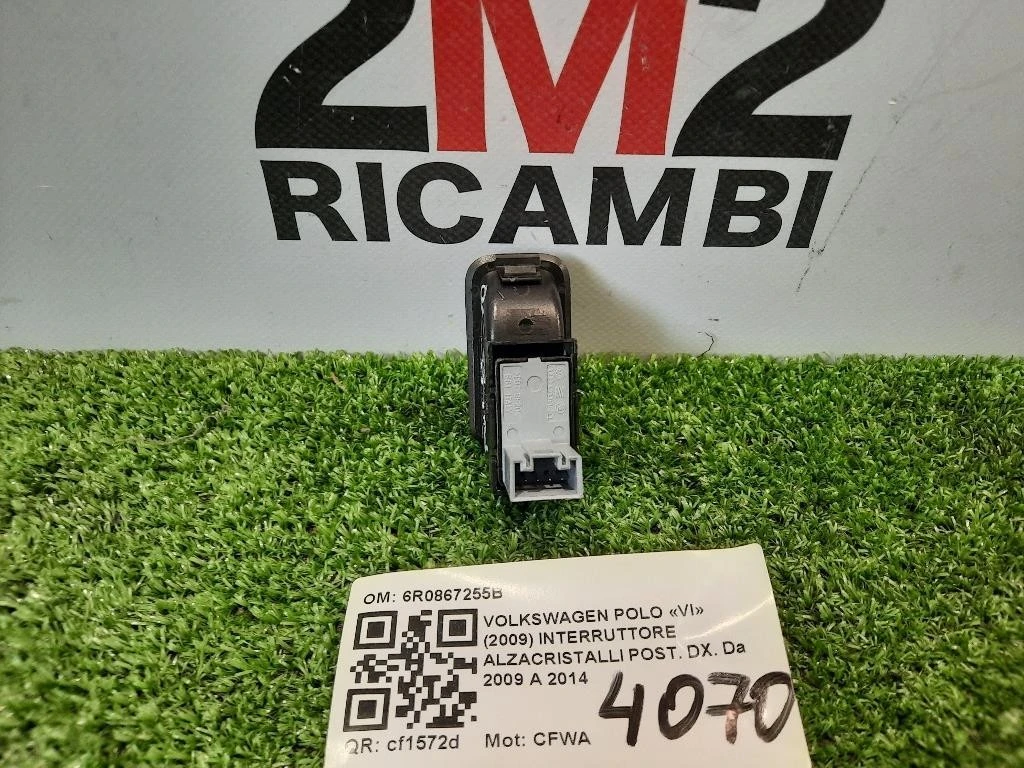 2M2
RICAMBI
OM: 6R0867255B
VOLKSWAGEN POLO «VI»
(2009) INTERRUTTORE
ALZACRISTALLI POST. DX. Da
2009 A 2014
4070
QR: cf1572d Mot: CFWA